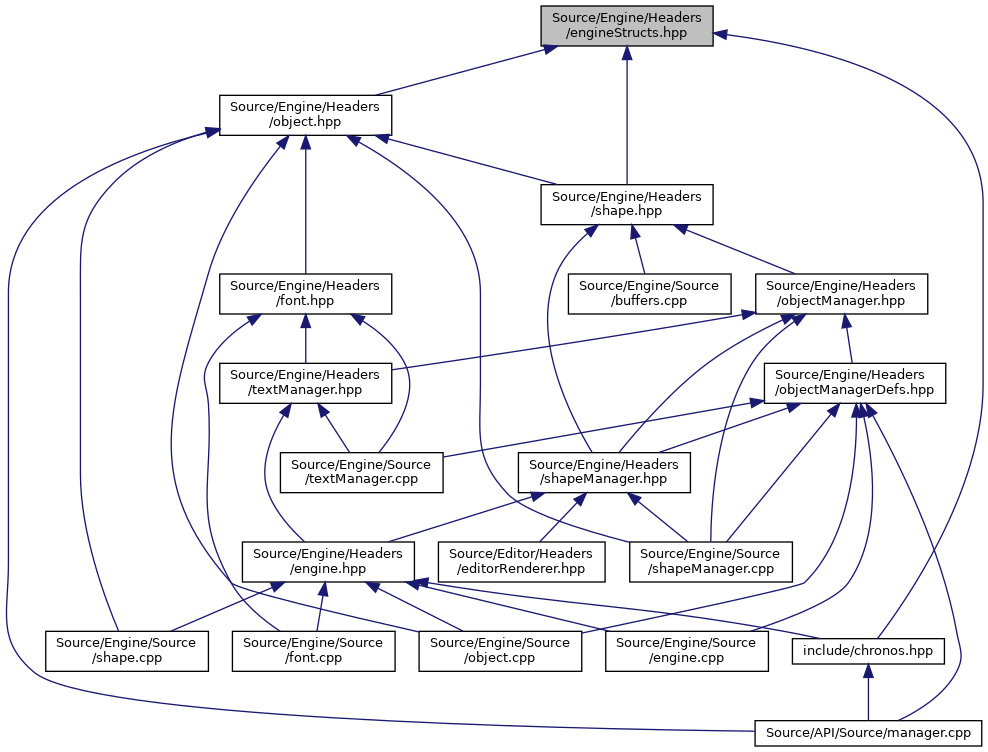 Source/Engine/Headers
/engineStructs.hpp
Source/Engine/Headers
/object.hpp
Source/Engine/Headers
/shape.hpp
Source/Engine/Headers
/font.hpp
Source/Engine/Source
/buffers.cpp
Source/Engine/Headers
/objectManager.hpp
Source/Engine/Headers
/textManager.hpp
Source/Engine/Headers
/objectManagerDefs.hpp
Source/Engine/Source
/textManager.cpp
Source/Engine/Headers
/shapeManager.hpp
Source/Engine/Headers
/engine.hpp
Source/Editor/Headers
/editorRenderer.hpp
Source/Engine/Source
/shapeManager.cpp
Source/Engine/Source
/shape.cpp
Source/Engine/Source
/font.cpp
Source/Engine/Source
/object.cpp
Source/Engine/Source
/engine.cpp
include/chronos.hpp
Source/API/Source/manager.cpp